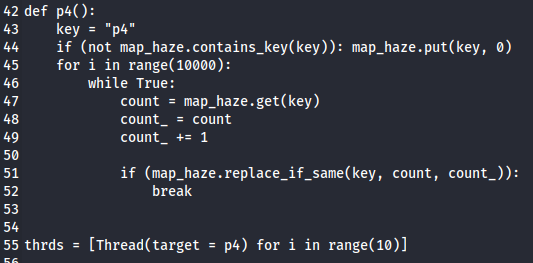 42 def p4():
43     key = "p4"
44     if (not map_haze.contains_key(key)): map_haze.put(key, 0)
45     for i in range(10000):
46         while True:
47             count = map_haze.get(key)
48             count_ = count
49             count_ += 1
50
51             if (map_haze.replace_if_same(key, count, count_)):
52                 break
53
54
55 thrds = [Thread(target = p4) for i in range(10)]
56